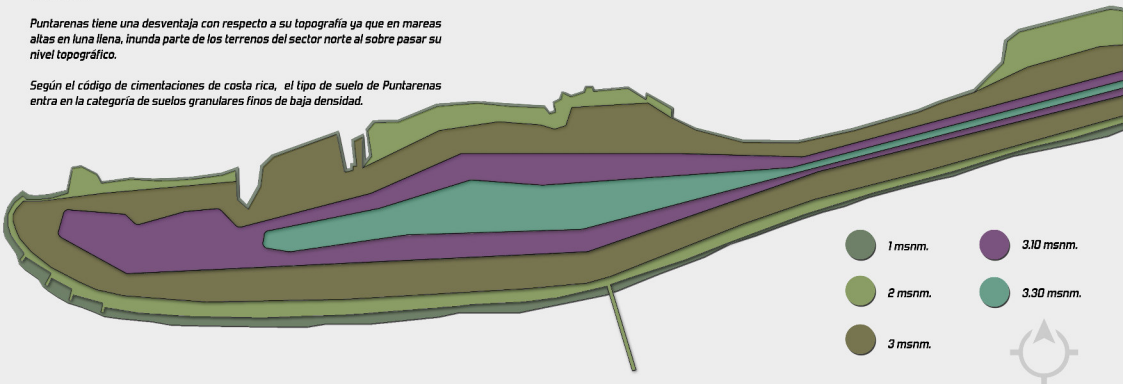 Puntarenas tiene una desventaja con respecto a su topografía ya que en mareas
altas en luna llena, inunda parte de los terrenos del sector norte al sobre pasar su
nivel topográfico.
Según el código de cimentaciones de costa rica, el tipo de suelo de Puntarenas
entra en la categoría de suelos granulares finos de baja densidad.
1 msnm.
2 msnm.
3 msnm.
3.10 msnm.
3.30 msnm.